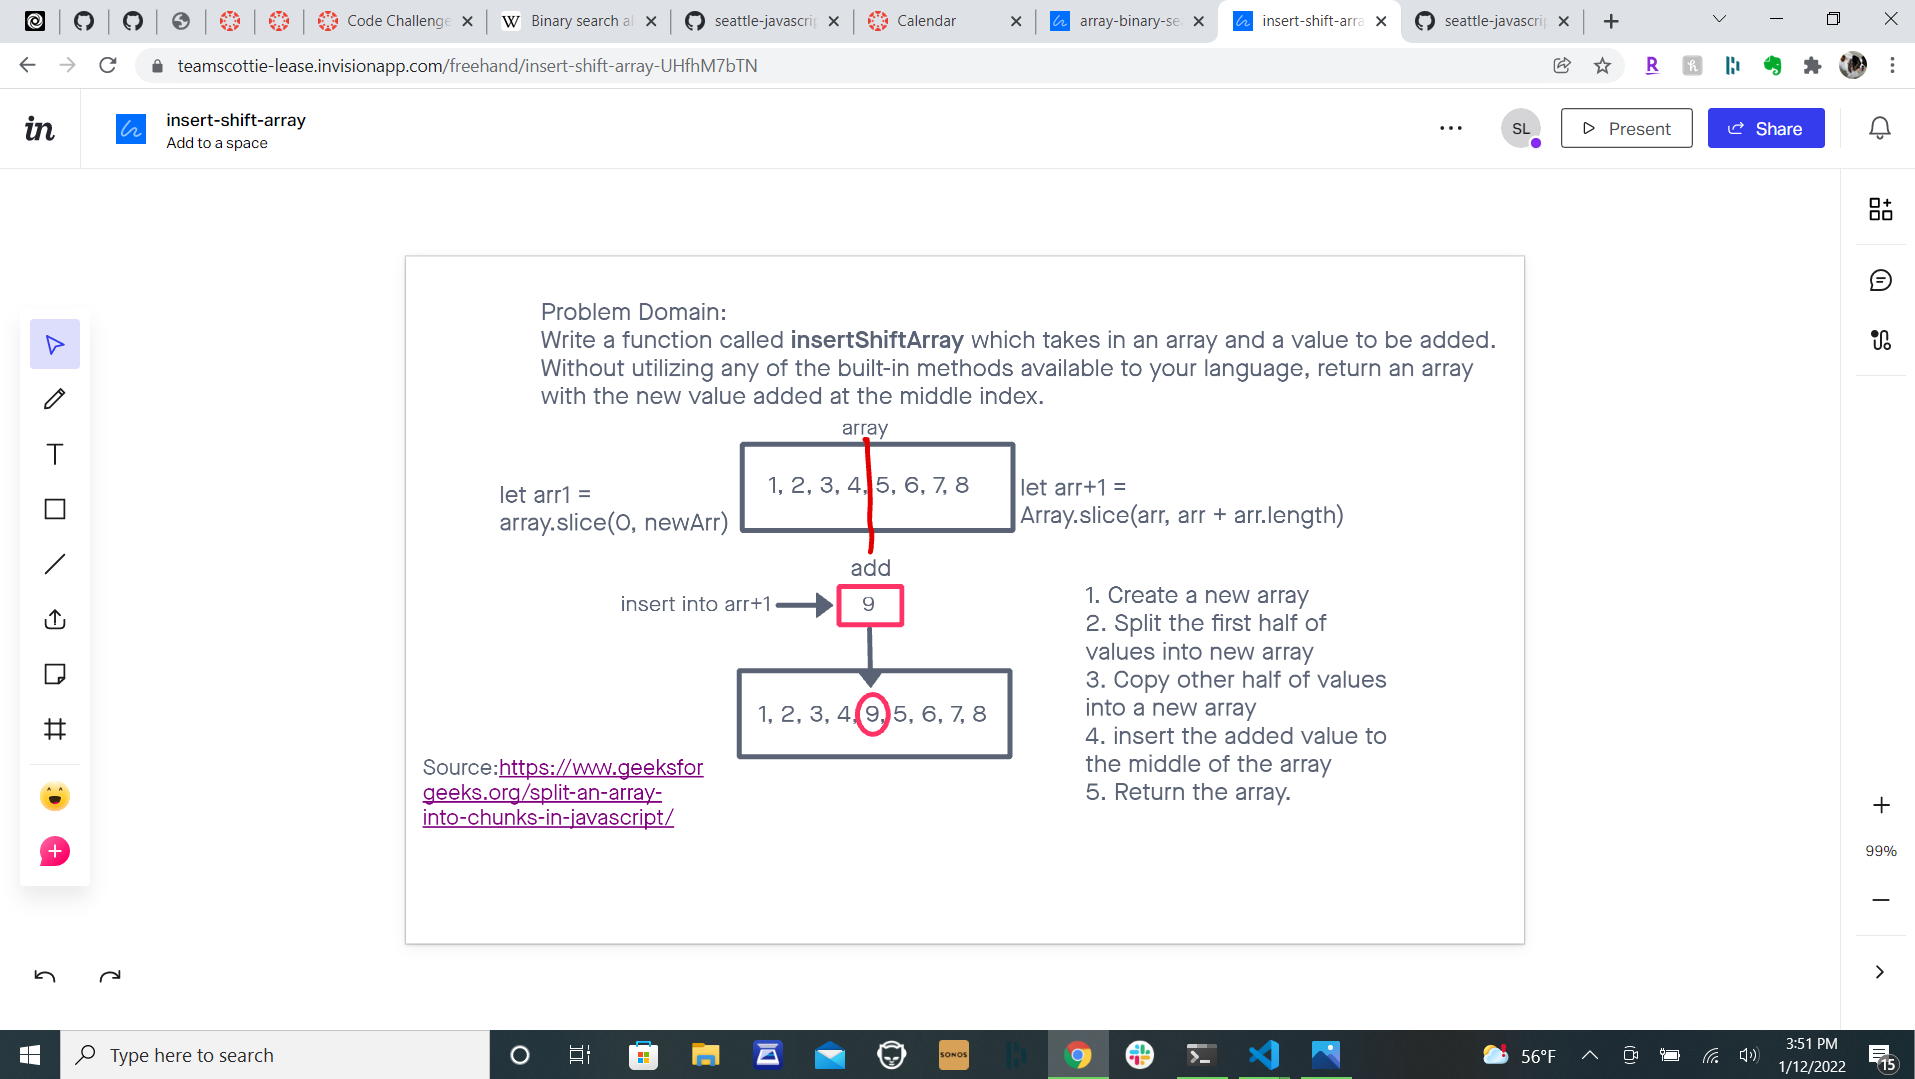 Code Challenge
Binary search al
seattle-javascrip
Calendar
array-binary-se
insert-shift-arra
seattle-javascrip
teamscottie-lease.invisionapp.com/freehand/insert-shift-array-UHfhM7bTN
in
insert-shift-array
Add to a space
SL
Present
Share
Problem Domain:
Write a function called insertShiftArray which takes in an array and a value to be added.
Without utilizing any of the built-in methods available to your language, return an array
with the new value added at the middle index.
array
1, 2, 3, 4, 5, 6, 7, 8
let arr1 =
array.slice(0, newArr)
let arr+1 =
Array.slice(arr, arr + arr.length)
add
insert into arr+1
9
1, 2, 3, 4, 9, 5, 6, 7, 8
1. Create a new array
2. Split the first half of
values into new array
3. Copy other half of values
into a new array
4. insert the added value to
the middle of the array
5. Return the array.
Source:https://www.geeksfor
geeks.org/split-an-array-
into-chunks-in-javascript/
99%
Type here to search
SONOS
56°F
3:51 PM
1/12/2022
15